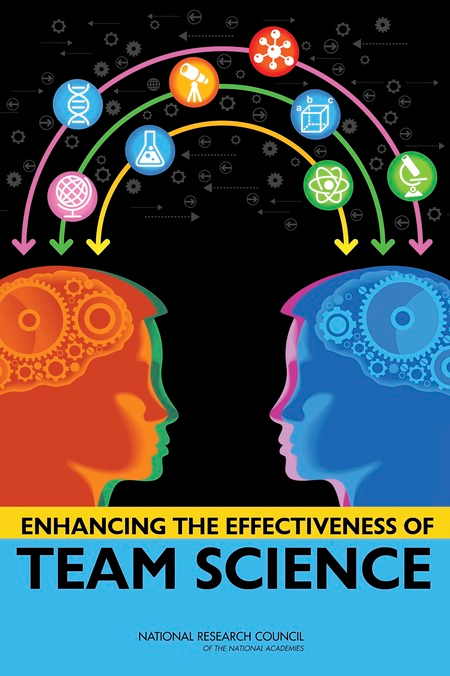 a b c
ENHANCING THE EFFECTIVENESS OF
TEAM SCIENCE
NATIONAL RESEARCH COUNCIL
OF THE NATIONAL ACADEMIES